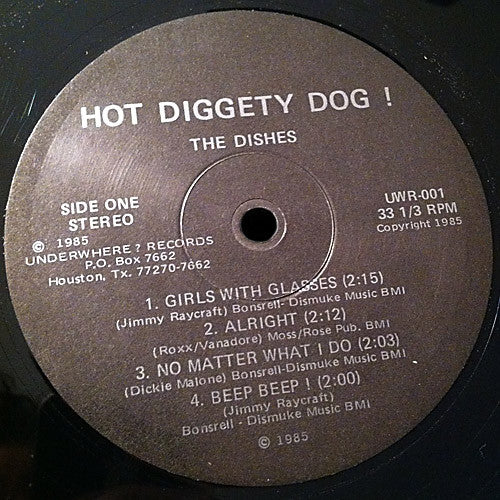 HOT DIGGETY DOG !
THE DISHES
SIDE ONE
STEREO
© 1985
UNDERWHERE ? RECORDS
P.O. Box 7662
Houston, Tx. 77270-7662
UWR-001
33 1/3 RPM
Copyright 1985
1. GIRLS WITH GLASSES (2:15)
(Jimmy Raycraft) Bonsrell- Dismuke Music BMI
2. ALRIGHT (2:12)
(Roxx/Vanadore) Moss/Rose Pub. BMI
3. NO MATTER WHAT I DO (2:03)
(Dickie Malone) Bonsrell-Dismuke Music BMI
4. BEEP BEEP ! (2:00)
(Jimmy Raycraft)
Bonsrell - Dismuke Music BMI
© 1985